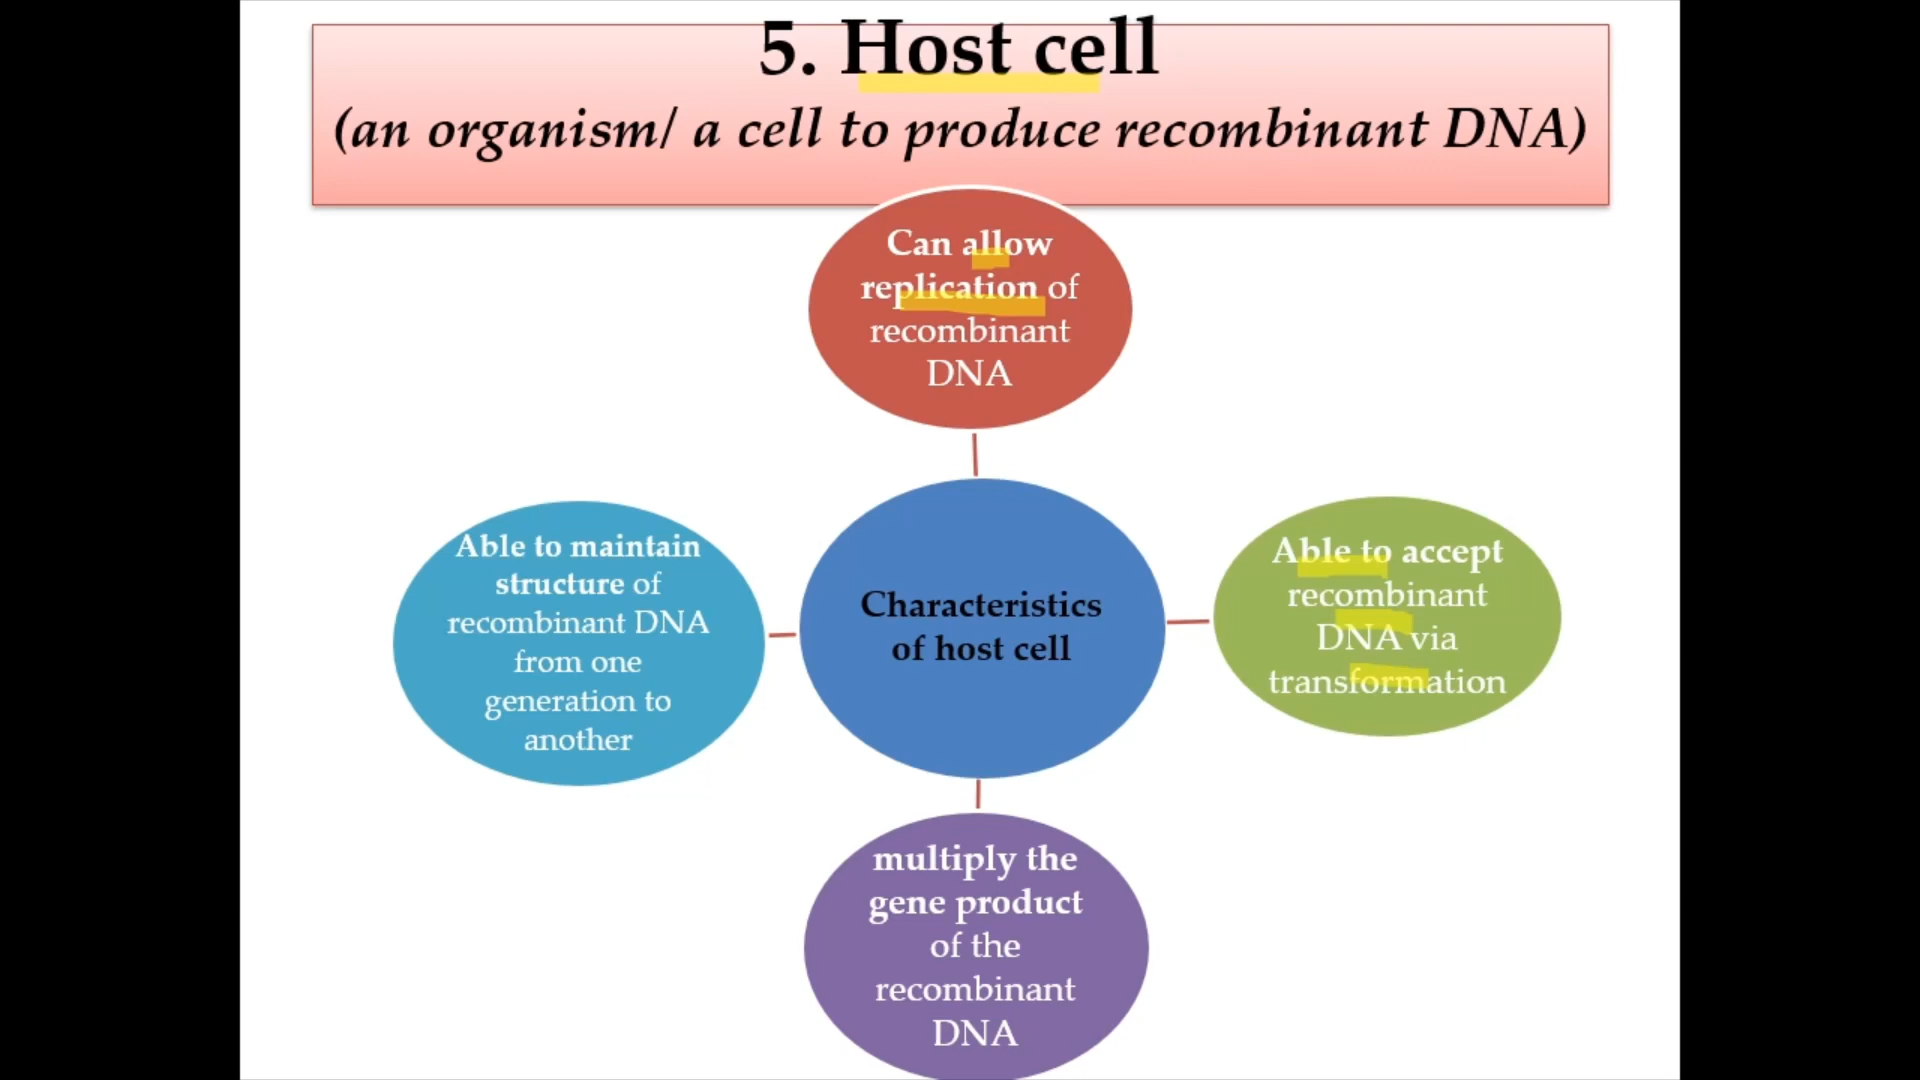 5. Host cell
(an organism/ a cell to produce recombinant DNA)
Can allow
replication of
recombinant
DNA
Able to maintain
structure of
recombinant DNA
from one
generation to
another
Characteristics
of host cell
Able to accept
recombinant
DNA via
transformation
multiply the
gene product
of the
recombinant
DNA